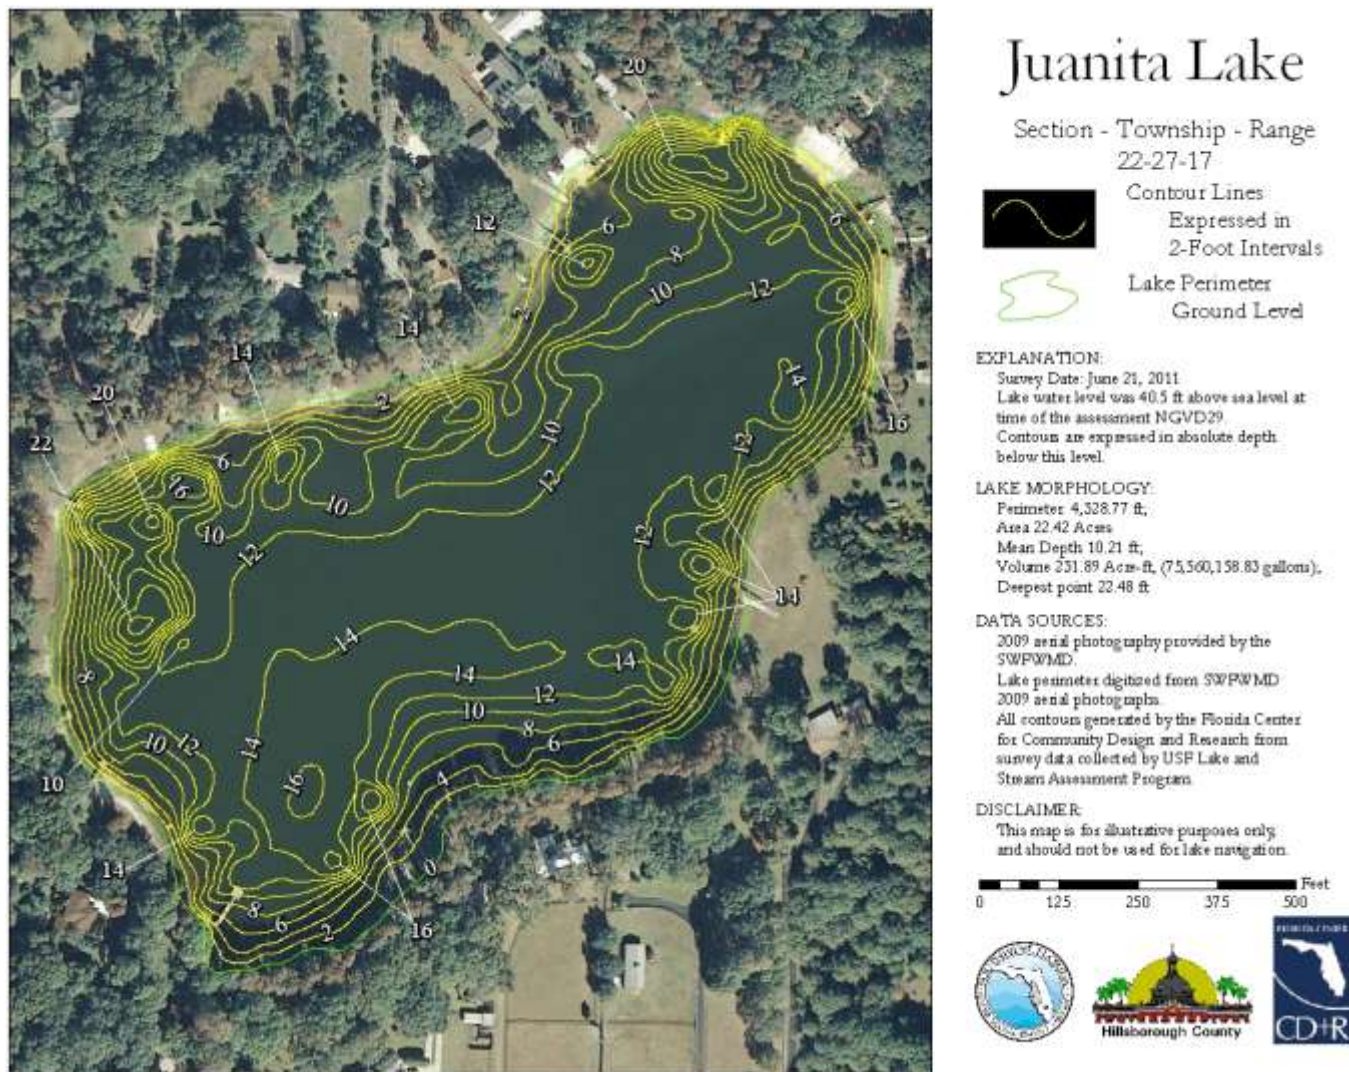 Juanita Lake
Section - Township - Range
22-27-17
Contour Lines
Expressed in
2-Foot Intervals
Lake Perimeter
Ground Level
EXPLANATION:
Survey Date: June 21, 2011
Lake water level was 40.5 ft above sea level at
time of the assessment NGVD29.
Contours are expressed in absolute depth
below this level.
LAKE MORPHOLOGY:
Perimeter 4,328.77 ft;
Area 22.42 Acres
Mean Depth 10.21 ft;
Volume 231.89 Acre-ft, (75,560,158.83 gallons);
Deepest point 22.48 ft
DATA SOURCES:
2009 aerial photography provided by the
SWFWMD.
Lake perimeter digitized from SWFWMD
2009 aerial photographs.
All contours generated by the Florida Center
for Community Design and Research from
survey data collected by USF Lake and
Stream Assessment Program.
DISCLAIMER:
This map is for illustrative purposes only,
and should not be used for lake navigation.
Feet
0 125 250 375 500
Hillsborough County
CD+R
20
6
12
6
8
10
12
2
14
14
14
20
2
10
16
12
22
6
16
10
10
12
12
12
14
14
14
14
8
12
10
10
12
8
14
6
16
10
4
14
0
8
6
2
16